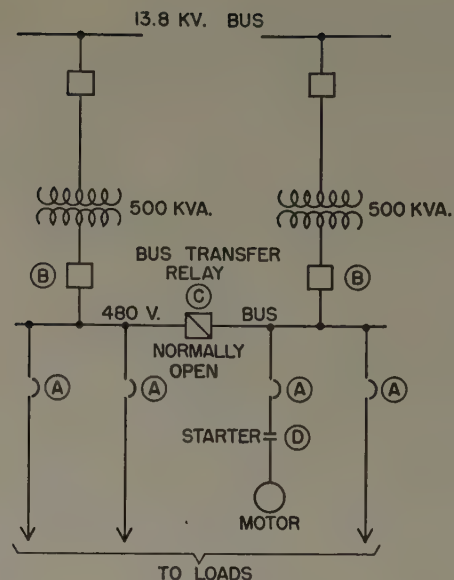 13.8 KV. BUS
500 KVA.
500 KVA.
B
BUS TRANSFER
RELAY
C
B
480 V.
BUS
NORMALLY
OPEN
A
A
A
A
STARTER
D
MOTOR
TO LOADS